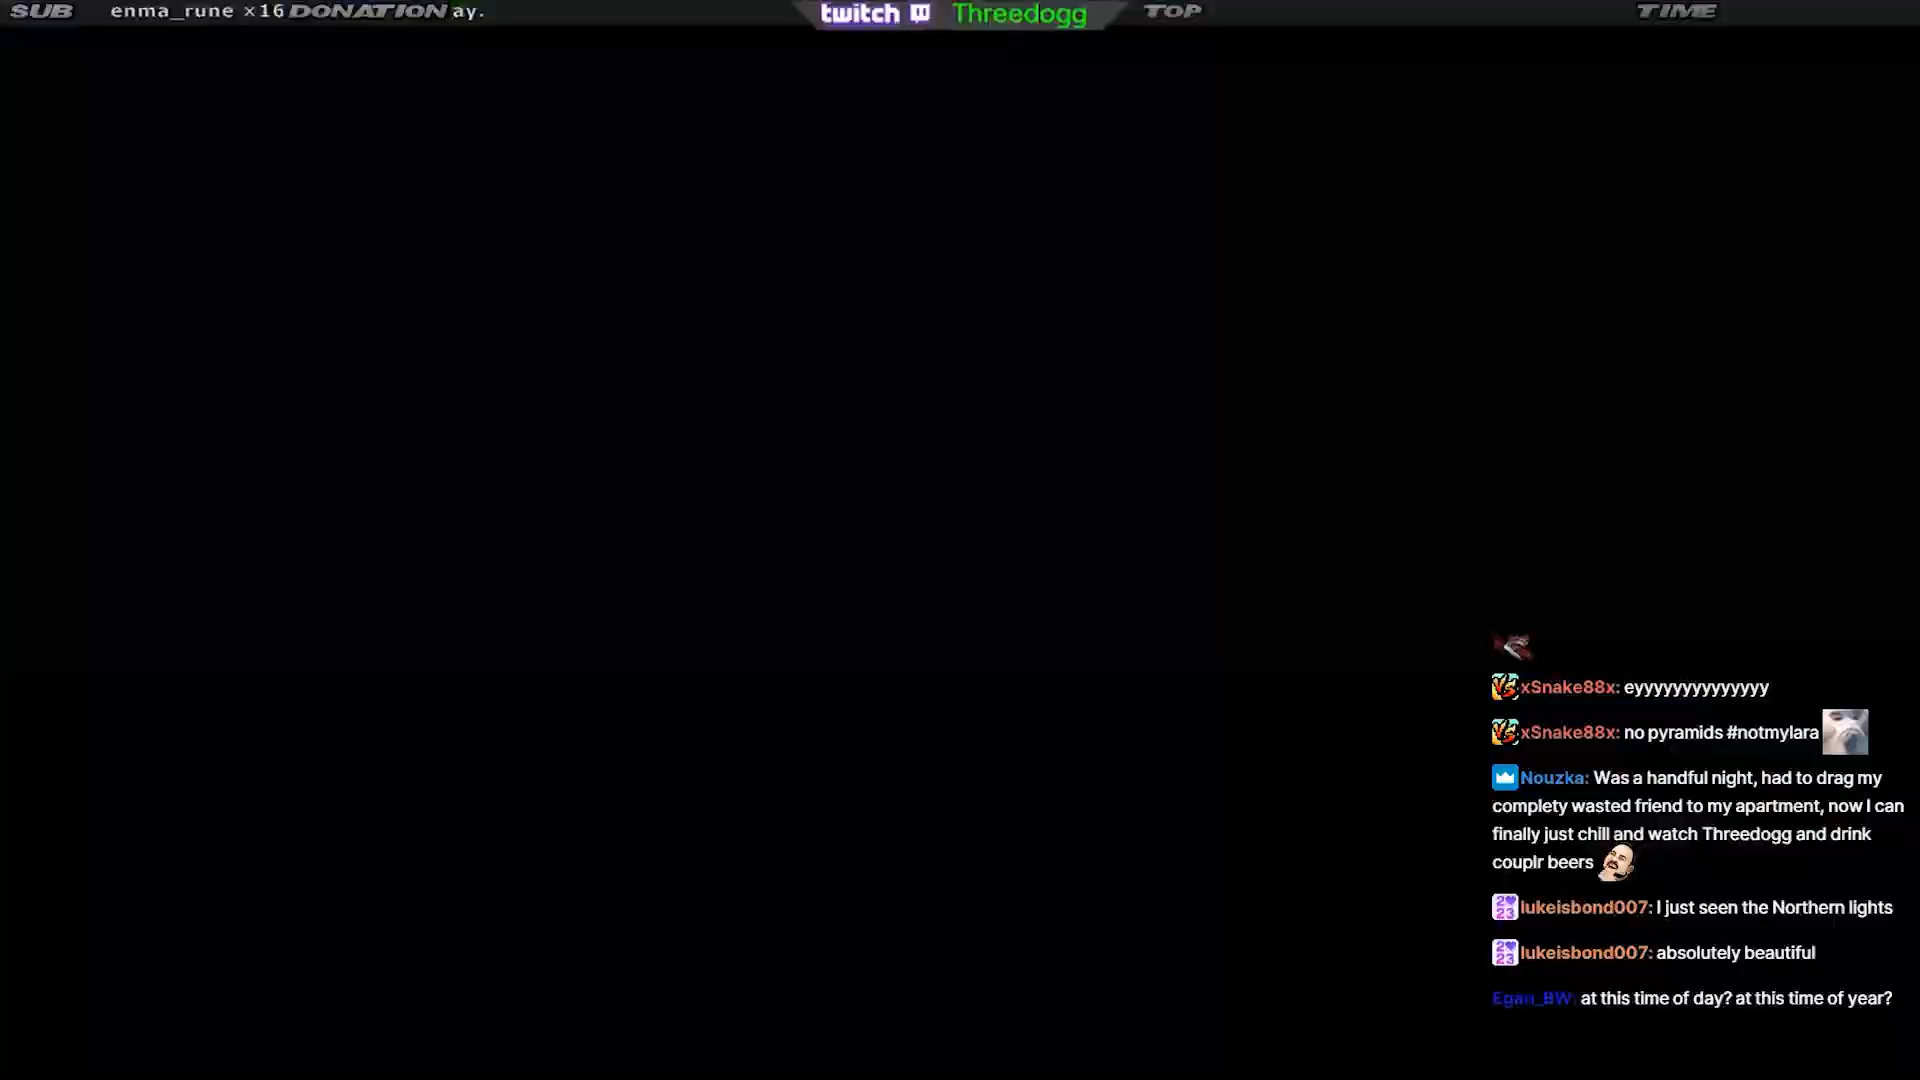 SUB enma_rune ×16 DONATION ay. twitch Threedogg TOP TIME
xSnake88x: eyyyyyyyyyyyyyy
xSnake88x: no pyramids #notmylara
Nouzka: Was a handful night, had to drag my
complety wasted friend to my apartment, now I can
finally just chill and watch Threedogg and drink
couplr beers
lukeisbond007: I just seen the Northern lights
lukeisbond007: absolutely beautiful
Egan_BW: at this time of day? at this time of year?